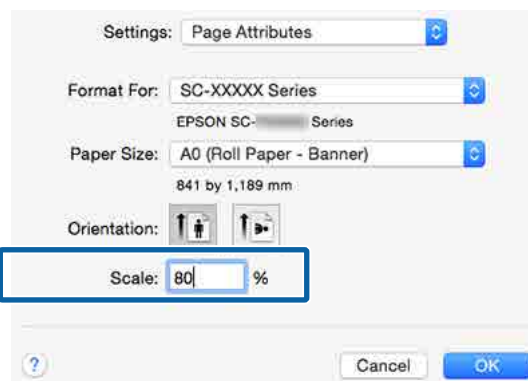 Settings: Page Attributes
Format For: SC-XXXXX Series
EPSON SC- Series
Paper Size: A0 (Roll Paper - Banner)
841 by 1,189 mm
Orientation:
Scale: 80 %
? Cancel OK